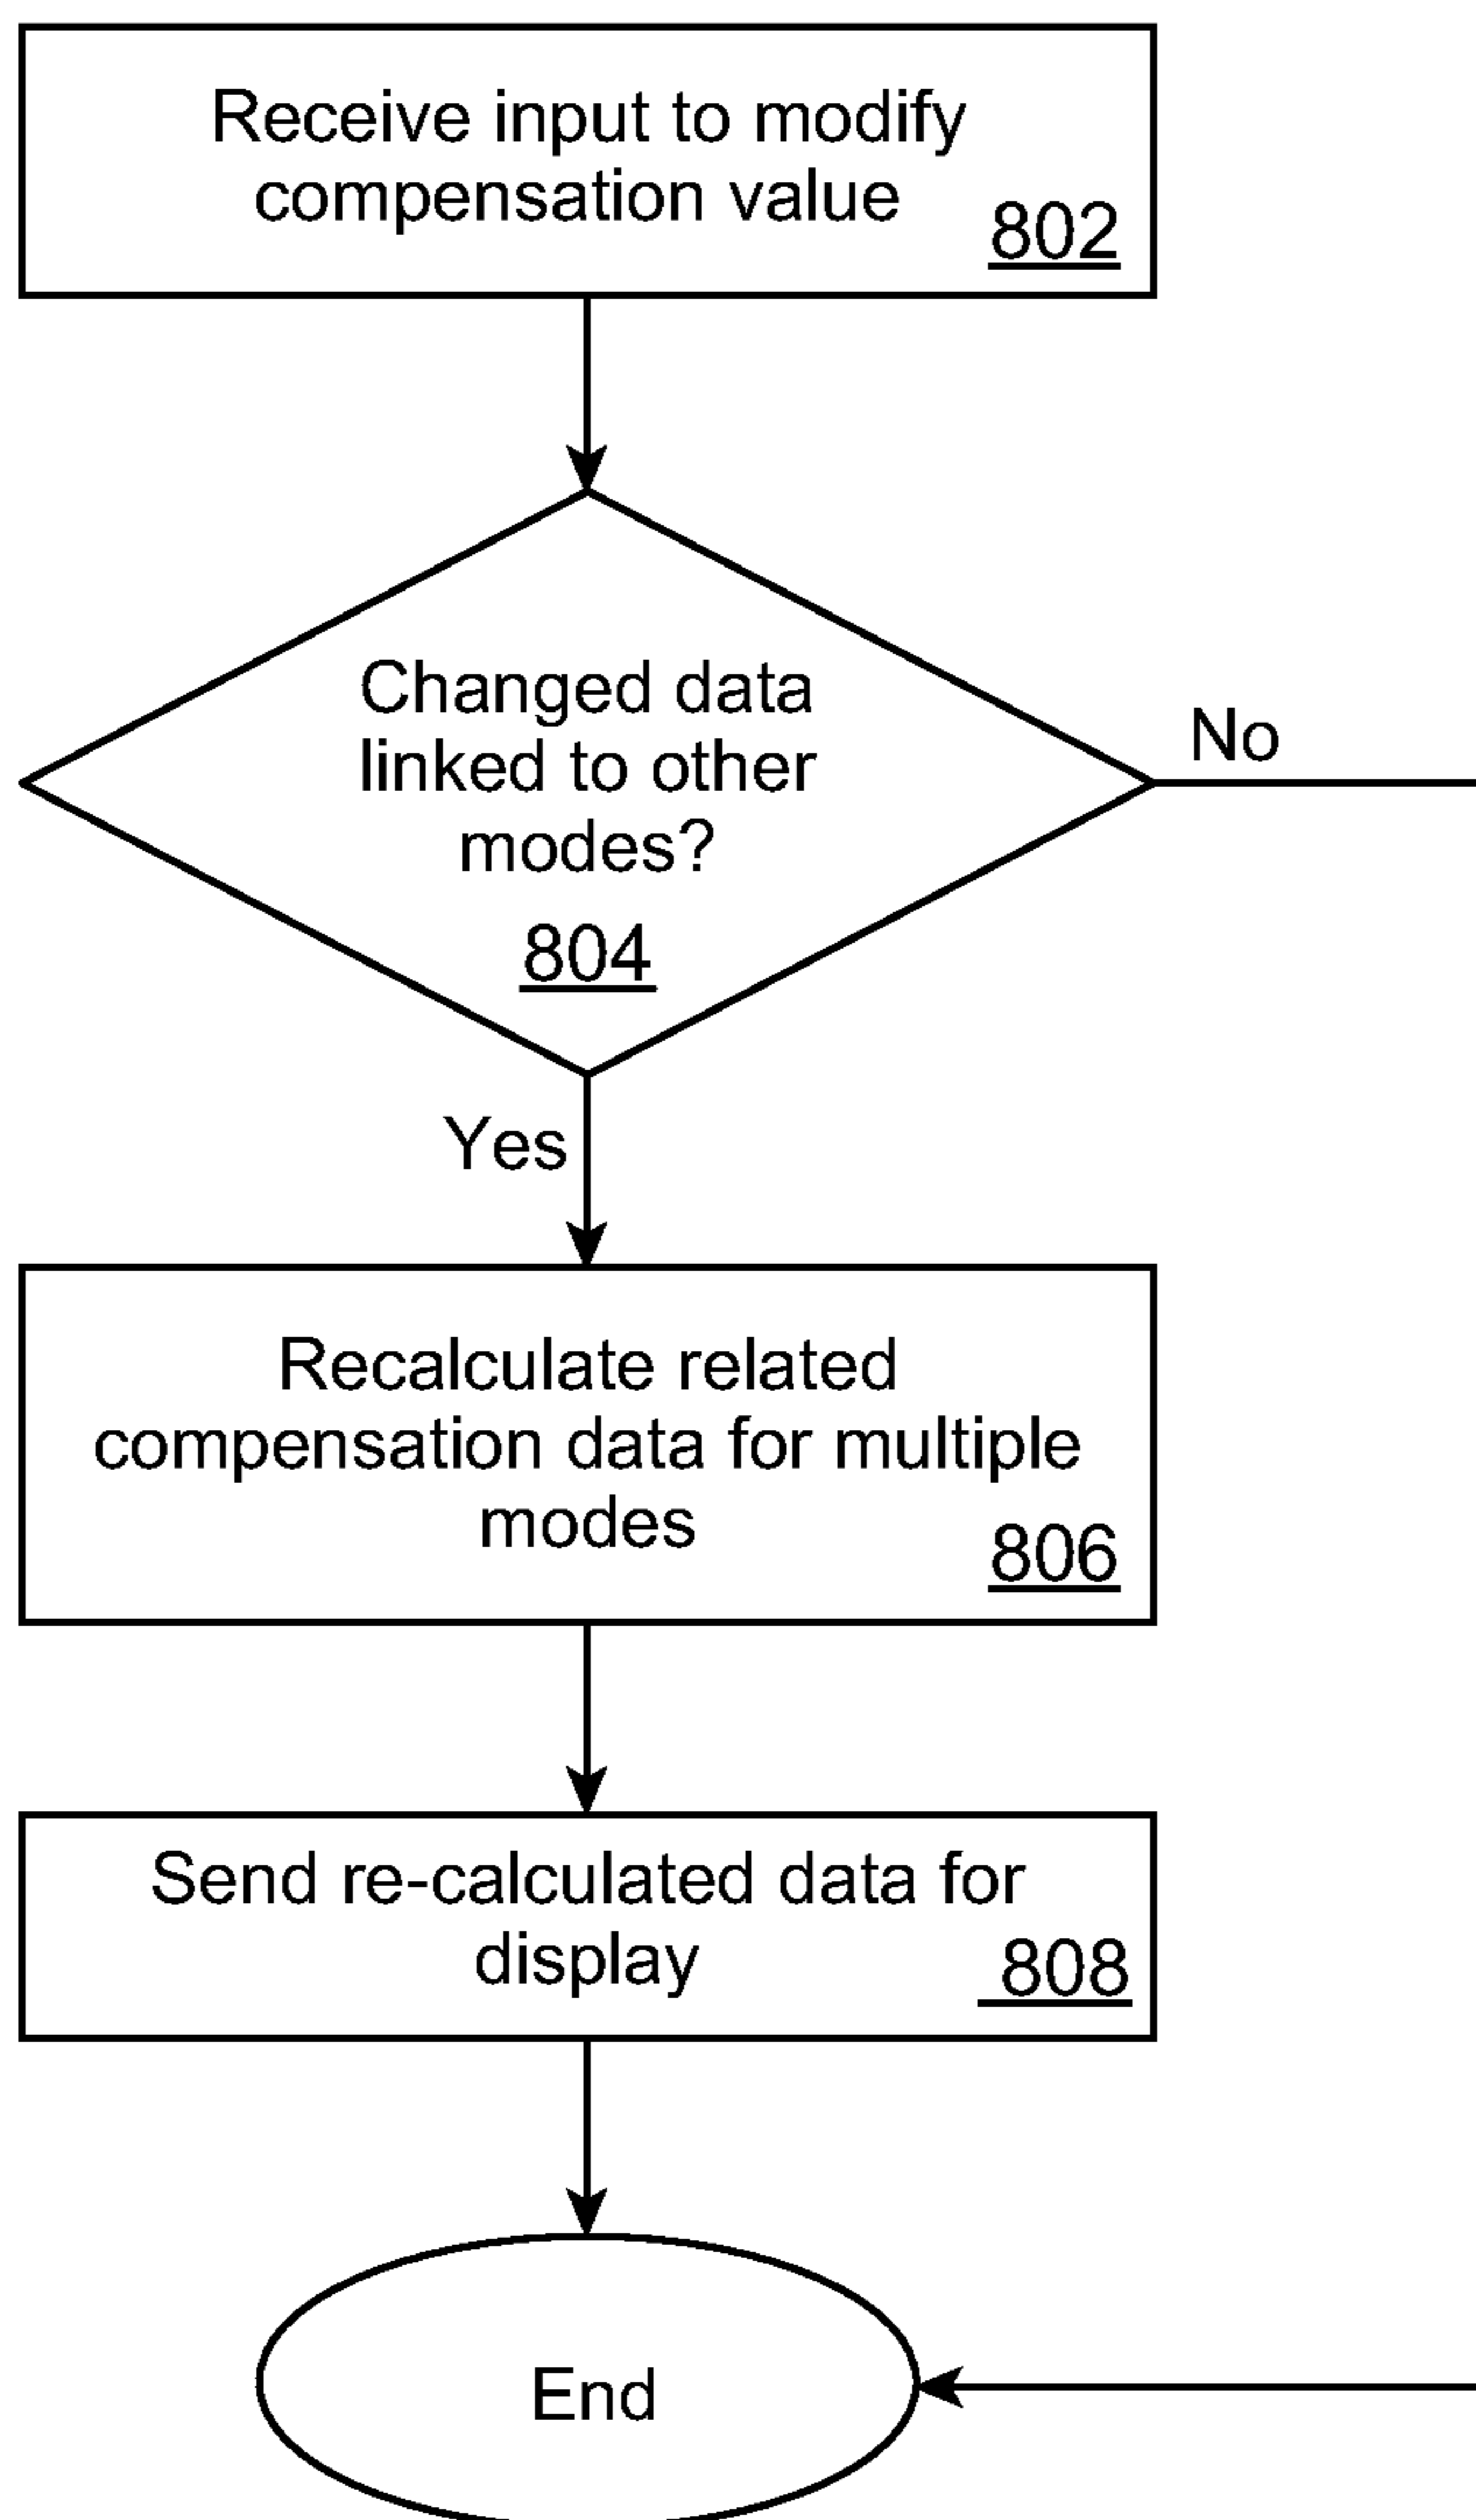 Receive input to modify
compensation value
802
Changed data
linked to other
modes?
804
No
Yes
Recalculate related
compensation data for multiple
modes
806
Send re-calculated data for
display
808
End